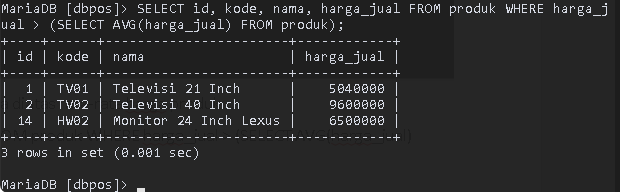 MariaDB [dbpos]> SELECT id, kode, nama, harga_jual FROM produk WHERE harga_j
ual > (SELECT AVG(harga_jual) FROM produk);
+----+------+-----------------------+------------+
| id | kode | nama                  | harga_jual |
+----+------+-----------------------+------------+
|  1 | TV01 | Televisi 21 Inch      |    5040000 |
|  2 | TV02 | Televisi 40 Inch      |    9600000 |
| 14 | HW02 | Monitor 24 Inch Lexus |    6500000 |
+----+------+-----------------------+------------+
3 rows in set (0.001 sec)
MariaDB [dbpos]>